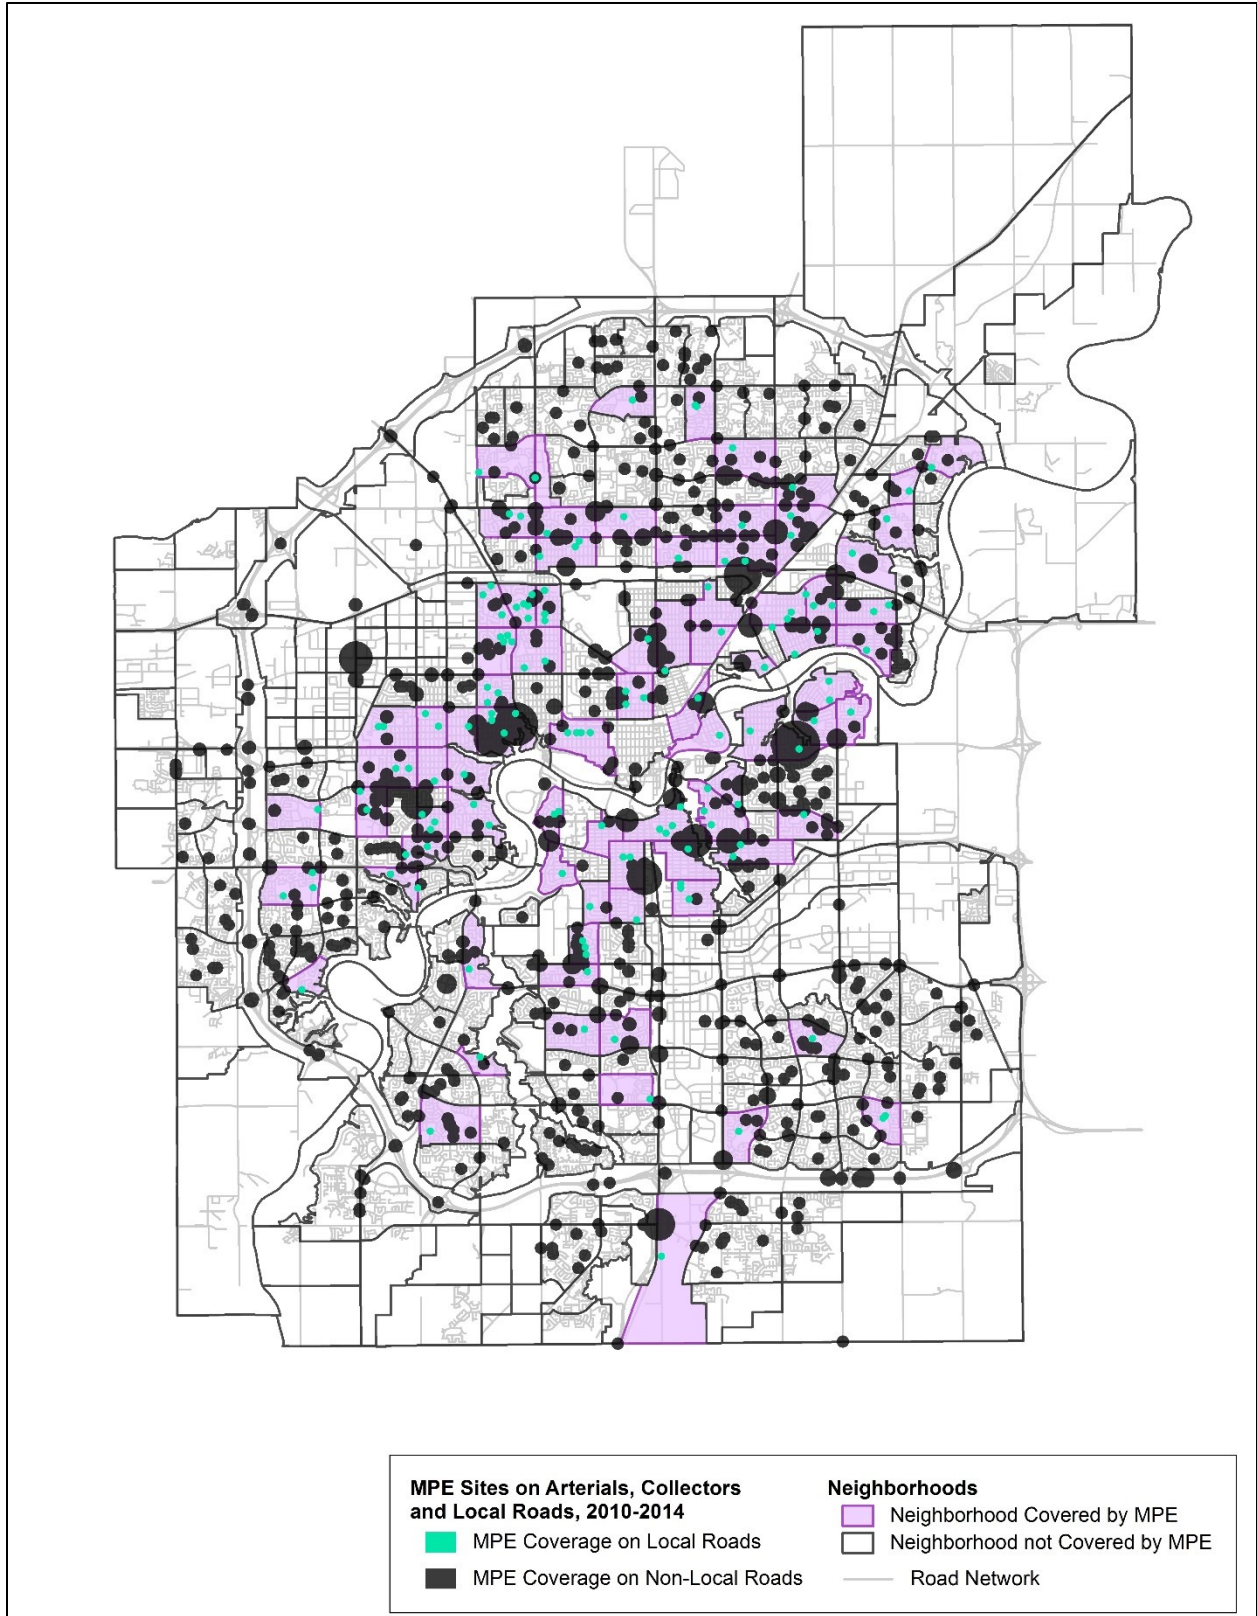 MPE Sites on Arterials, Collectors
and Local Roads, 2010-2014
MPE Coverage on Local Roads
MPE Coverage on Non-Local Roads
Neighborhoods
Neighborhood Covered by MPE
Neighborhood not Covered by MPE
Road Network